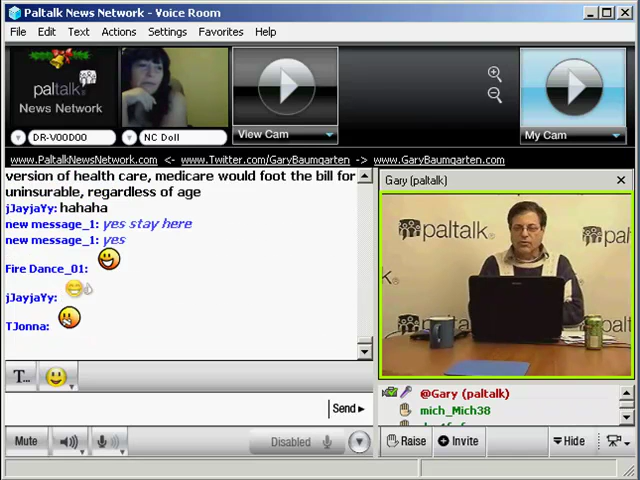 Paltalk News Network - Voice Room
File Edit Text Actions Settings Favorites Help
paltalk
News Network
DR-V00D00
NC Doll
View Cam
My Cam
www.PaltalkNewsNetwork.com <- www.Twitter.com/GaryBaumgarten -> www.GaryBaumgarten.com
version of health care, medicare would foot the bill for
uninsurable, regardless of age
jJayjaYy: hahaha
new message_1: yes stay here
new message_1: yes
Fire Dance_01:
jJayjaYy:
TJonna:
Gary (paltalk)
paltalk
paltalk
T...
Send
@Gary (paltalk)
mich_Mich38
Mute
Disabled
Raise
Invite
Hide